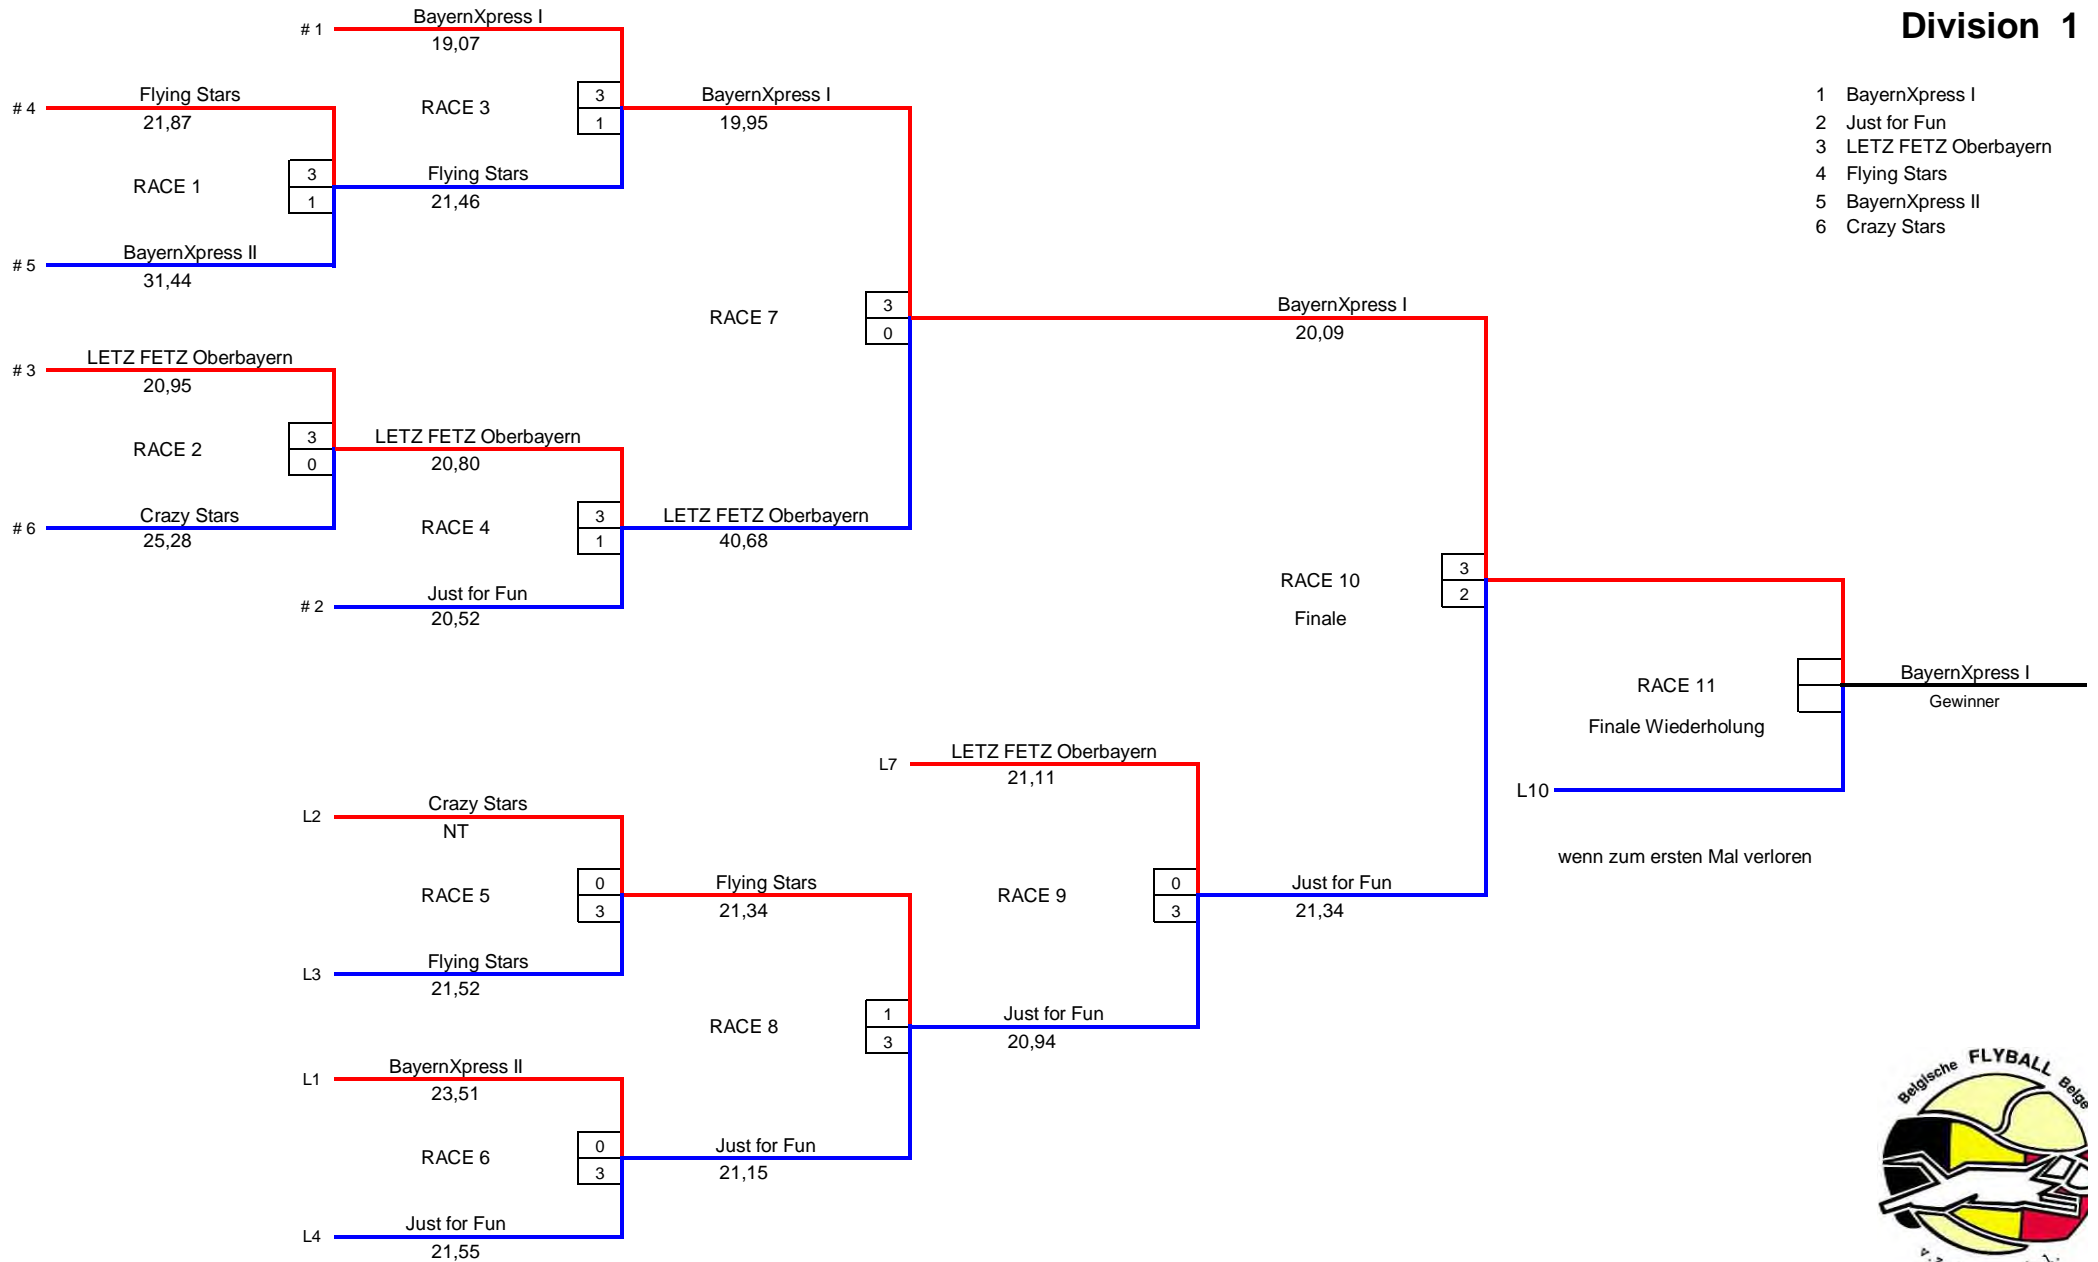 Division 1
1 BayernXpress I
2 Just for Fun
3 LETZ FETZ Oberbayern
4 Flying Stars
5 BayernXpress II
6 Crazy Stars
# 1 BayernXpress I
19,07
# 4 Flying Stars
21,87
RACE 3
3
1
BayernXpress I
19,95
RACE 1
3
1
Flying Stars
21,46
# 5 BayernXpress II
31,44
RACE 7
3
0
BayernXpress I
20,09
# 3 LETZ FETZ Oberbayern
20,95
RACE 2
3
0
LETZ FETZ Oberbayern
20,80
# 6 Crazy Stars
25,28
RACE 4
3
1
LETZ FETZ Oberbayern
40,68
# 2 Just for Fun
20,52
RACE 10
Finale
3
2
RACE 11
Finale Wiederholung
BayernXpress I
Gewinner
L10
wenn zum ersten Mal verloren
L7 LETZ FETZ Oberbayern
21,11
L2 Crazy Stars
NT
RACE 5
0
3
Flying Stars
21,34
RACE 9
0
3
Just for Fun
21,34
L3 Flying Stars
21,52
RACE 8
1
3
Just for Fun
20,94
L1 BayernXpress II
23,51
RACE 6
0
3
Just for Fun
21,15
L4 Just for Fun
21,55
Belgische FLYBALL Belge